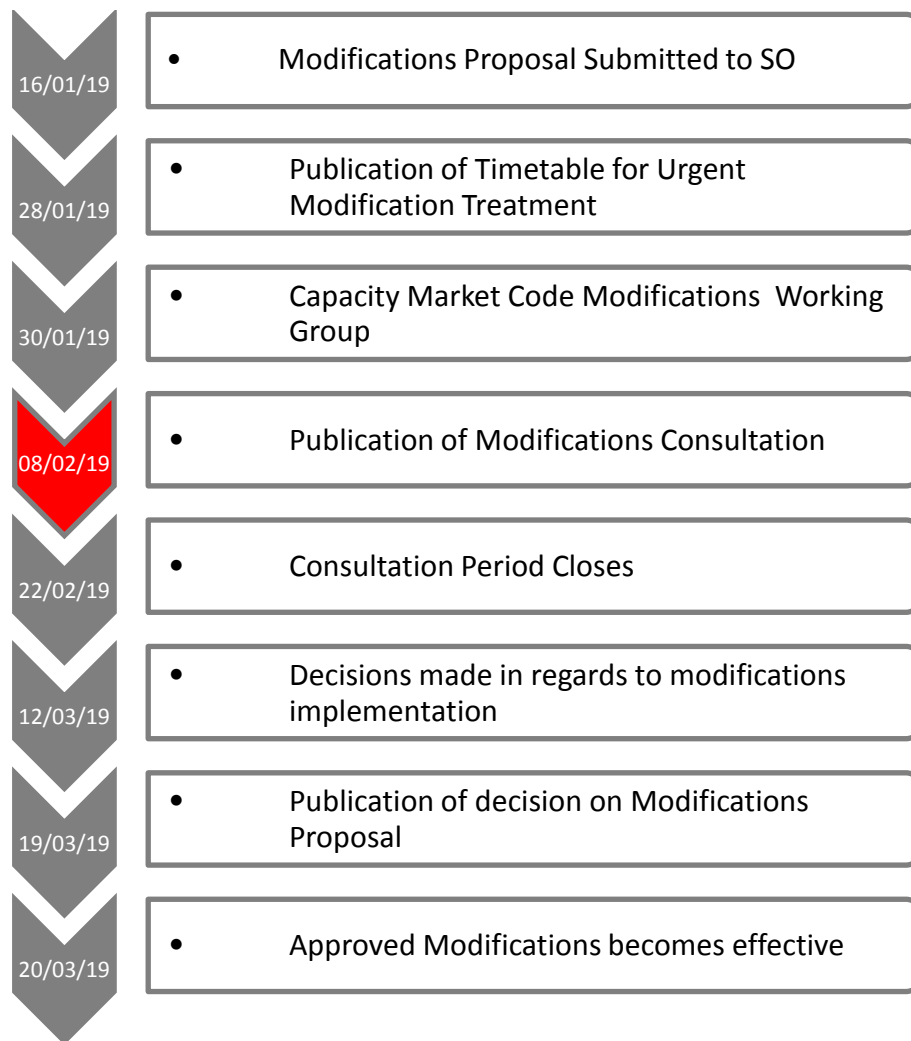 16/01/19
• Modifications Proposal Submitted to SO
28/01/19
• Publication of Timetable for Urgent
Modification Treatment
30/01/19
• Capacity Market Code Modifications Working
Group
08/02/19
• Publication of Modifications Consultation
22/02/19
• Consultation Period Closes
12/03/19
• Decisions made in regards to modifications
implementation
19/03/19
• Publication of decision on Modifications
Proposal
20/03/19
• Approved Modifications becomes effective